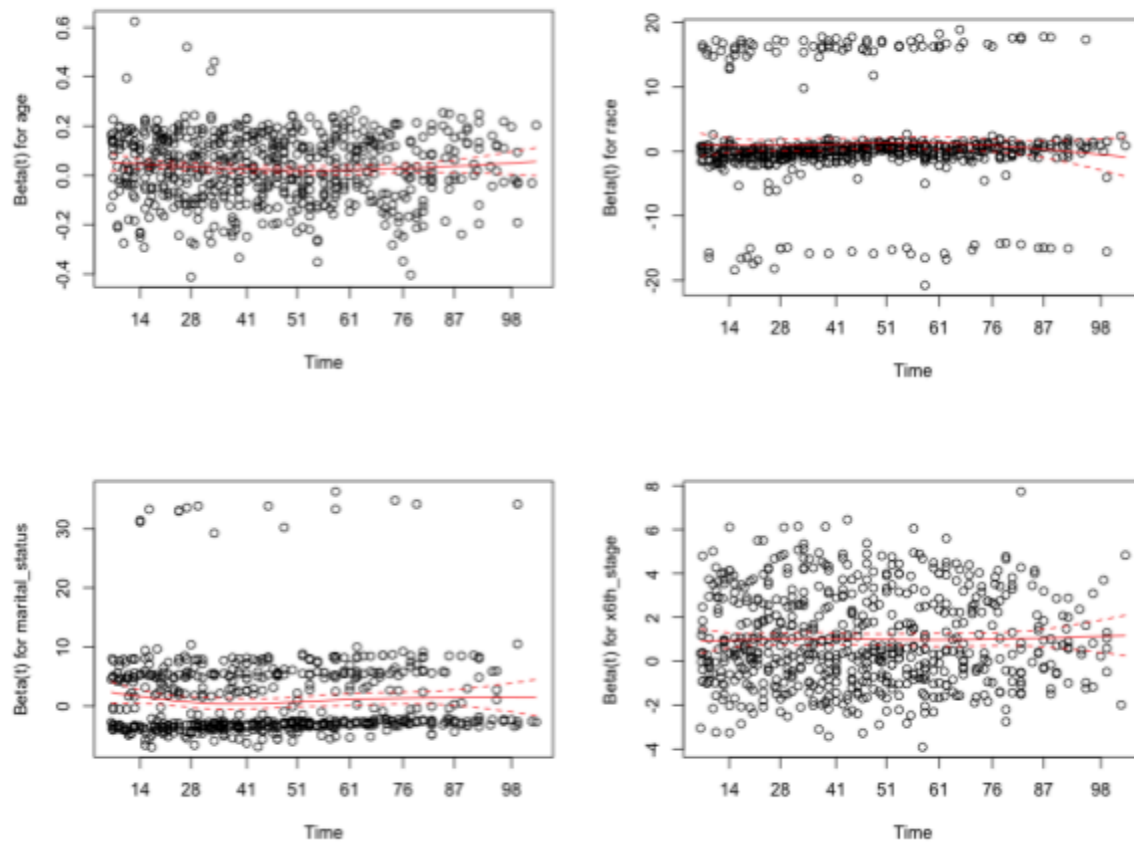 Beta(t) for age
0.6
0.4
0.2
0.0
-0.2
-0.4
14 28 41 51 61 76 87 98
Time
Beta(t) for race
20
10
0
-10
-20
14 28 41 51 61 76 87 98
Time
Beta(t) for marital_status
30
20
10
0
14 28 41 51 61 76 87 98
Time
Beta(t) for x6th_stage
8
6
4
2
0
-2
-4
14 28 41 51 61 76 87 98
Time